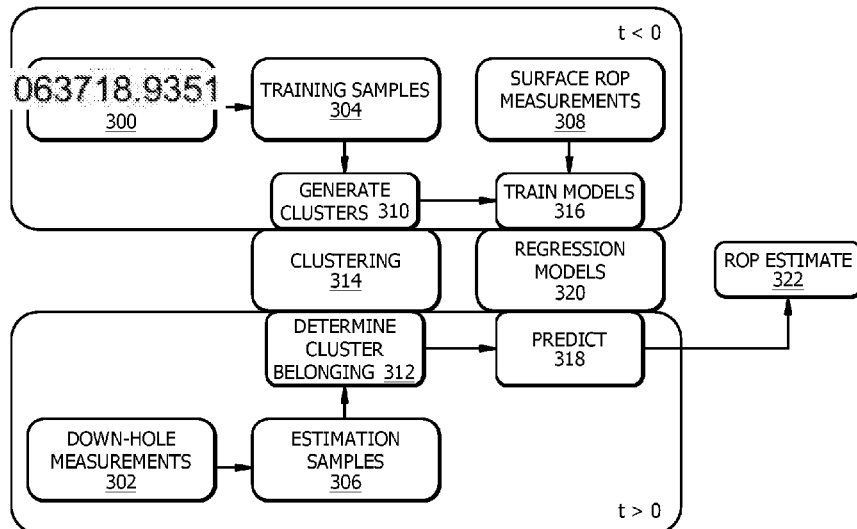 t < 0
063718.9351
300
TRAINING SAMPLES
304
SURFACE ROP
MEASUREMENTS
308
GENERATE
CLUSTERS 310
TRAIN MODELS
316
CLUSTERING
314
REGRESSION
MODELS
320
ROP ESTIMATE
322
DETERMINE
CLUSTER
BELONGING 312
PREDICT
318
DOWN-HOLE
MEASUREMENTS
302
ESTIMATION
SAMPLES
306
t > 0